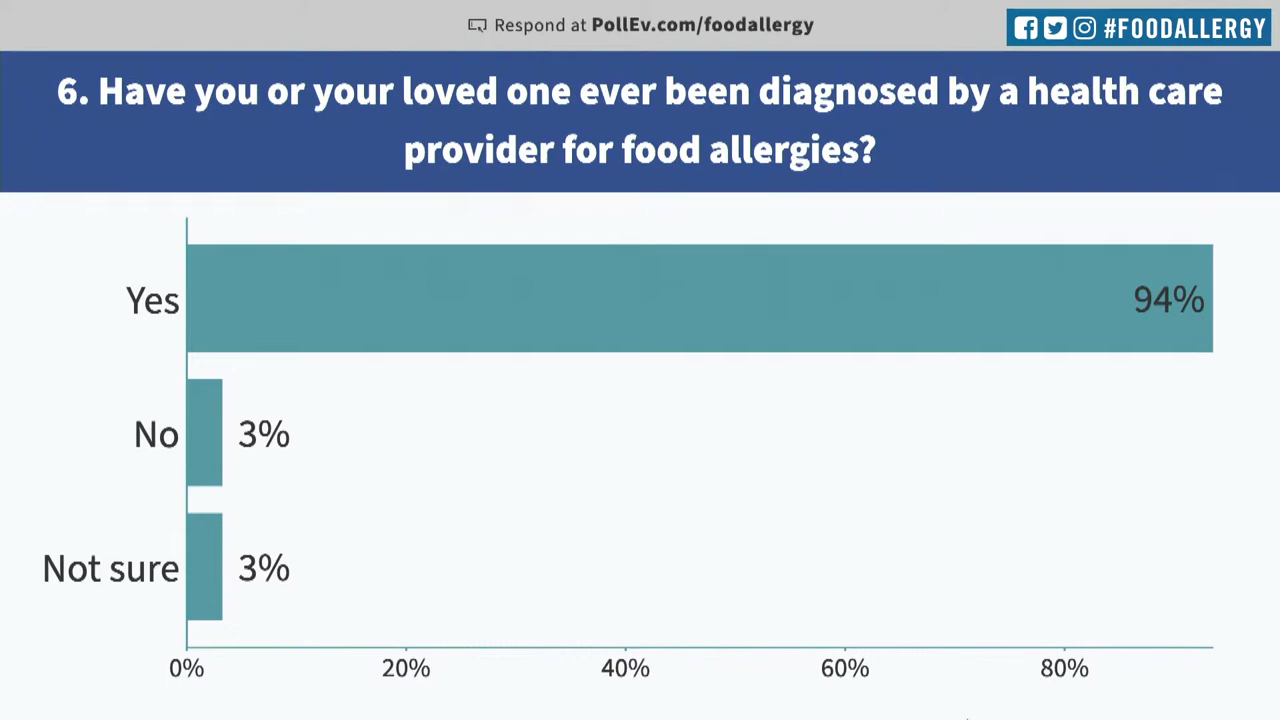 Respond at PollEv.com/foodallergy
#FOODALLERGY
6. Have you or your loved one ever been diagnosed by a health care
provider for food allergies?
Yes
94%
No
3%
Not sure
3%
0%
20%
40%
60%
80%